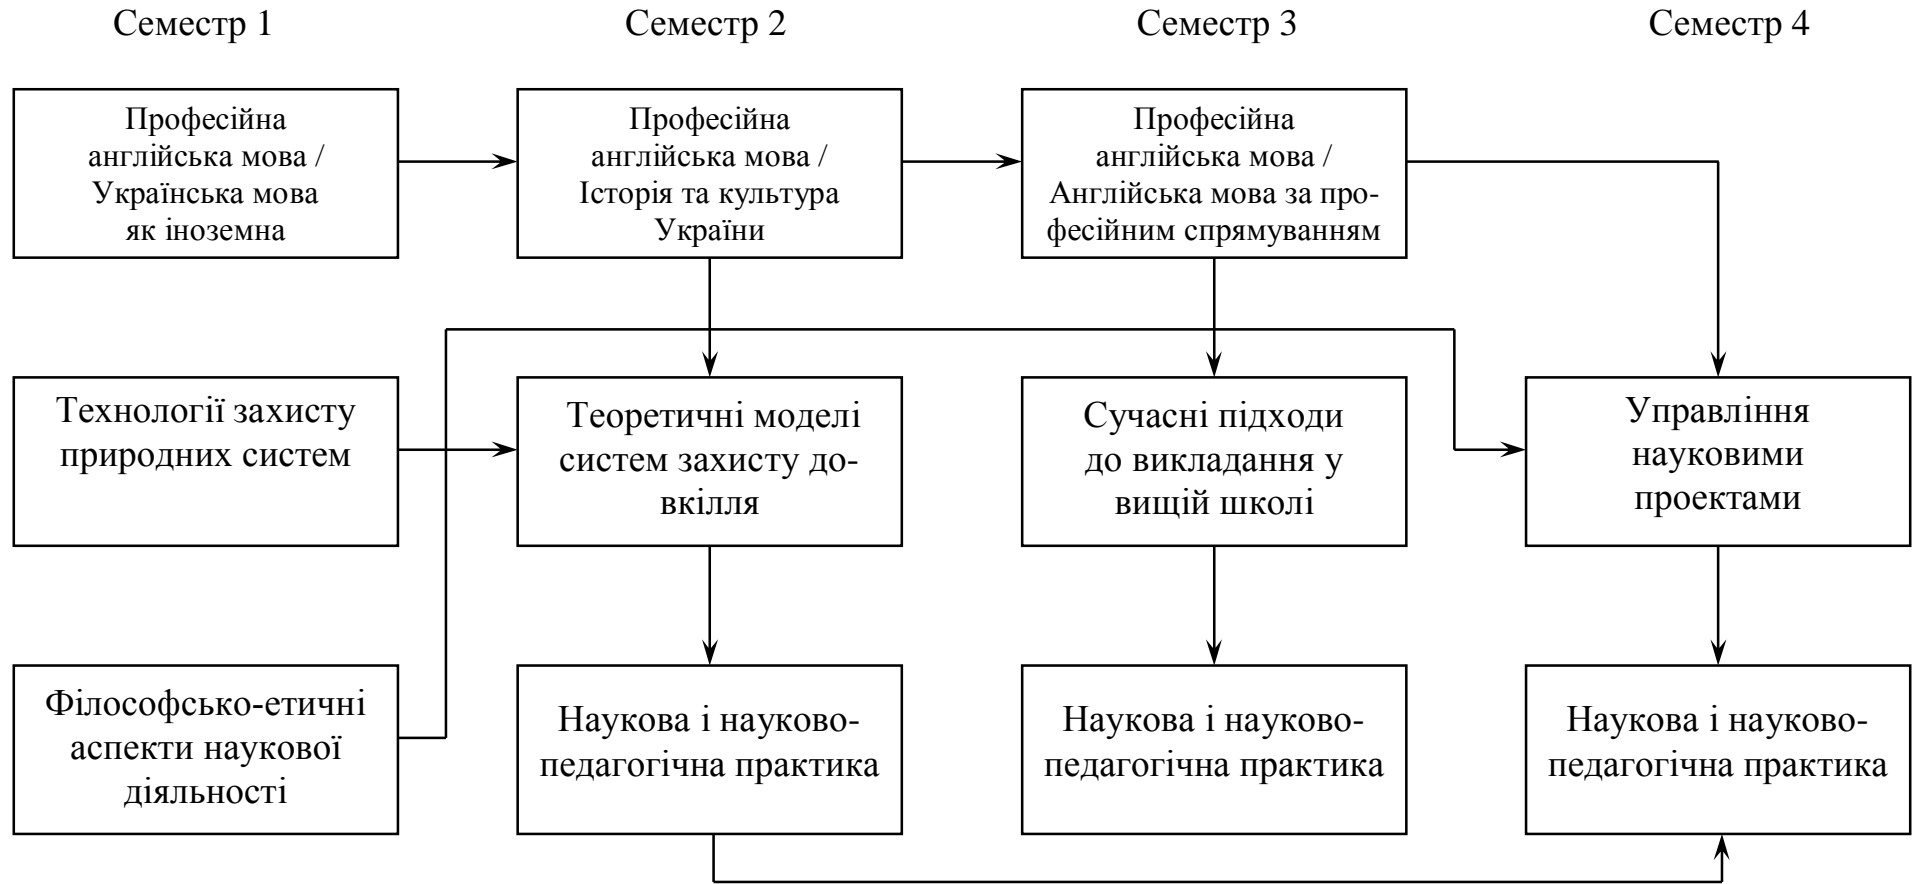 Семестр 1
Семестр 2
Семестр 3
Семестр 4
Професійна
англійська мова /
Українська мова
як іноземна
Професійна
англійська мова /
Історія та культура
України
Професійна
англійська мова /
Англійська мова за про-
фесійним спрямуванням
Технології захисту
природних систем
Теоретичні моделі
систем захисту до-
вкілля
Сучасні підходи
до викладання у
вищій школі
Управління
науковими
проектами
Філософсько-етичні
аспекти наукової
діяльності
Наукова і науково-
педагогічна практика
Наукова і науково-
педагогічна практика
Наукова і науково-
педагогічна практика